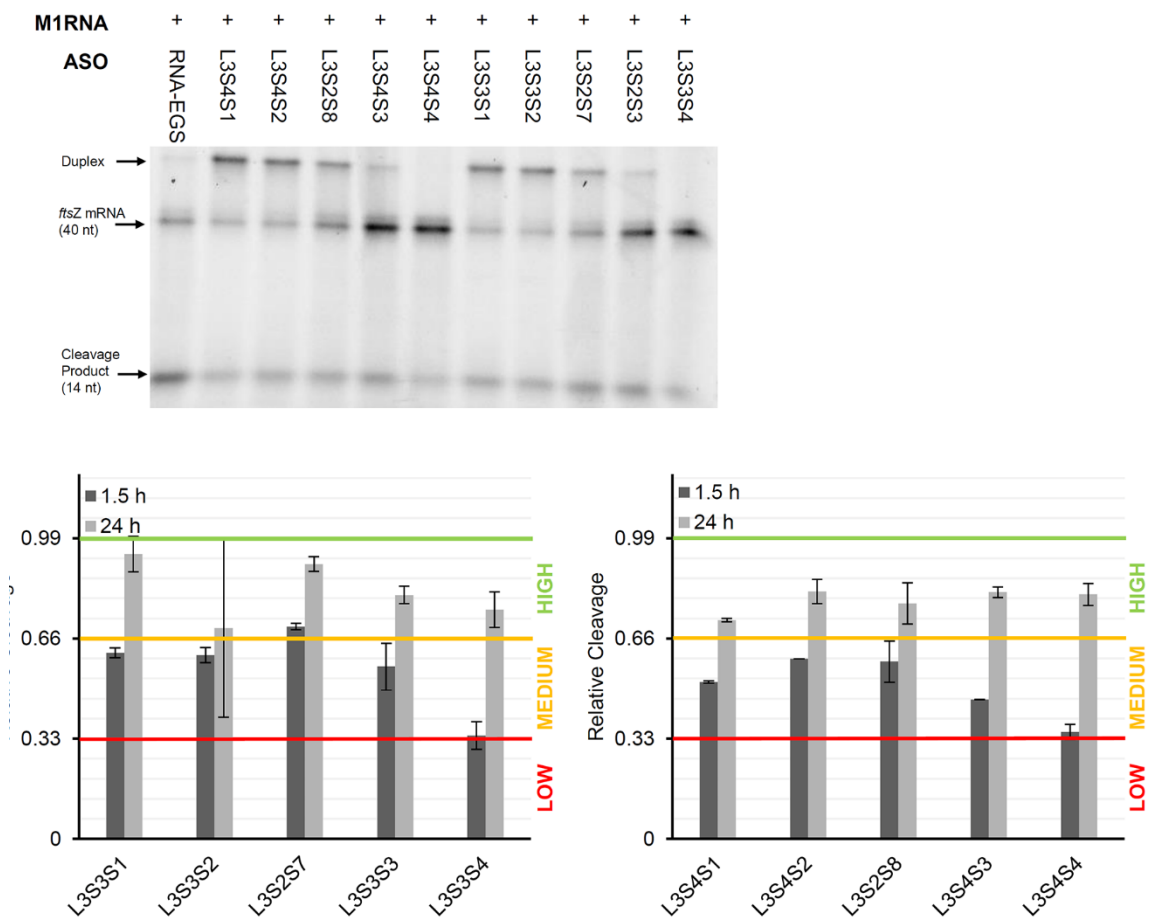 M1RNA + + + + + + + + + + +
ASO RNA-EGS L3S4S1 L3S4S2 L3S2S8 L3S4S3 L3S4S4 L3S3S1 L3S3S2 L3S2S7 L3S2S3 L3S3S4
Duplex
ftsZ mRNA
(40 nt)
Cleavage
Product
(14 nt)
1.5 h
24 h
0.99
0.66
0.33
0
HIGH
MEDIUM
LOW
L3S3S1 L3S3S2 L3S2S7 L3S3S3 L3S3S4
Relative Cleavage
1.5 h
24 h
0.99
0.66
0.33
0
HIGH
MEDIUM
LOW
L3S4S1 L3S4S2 L3S2S8 L3S4S3 L3S4S4